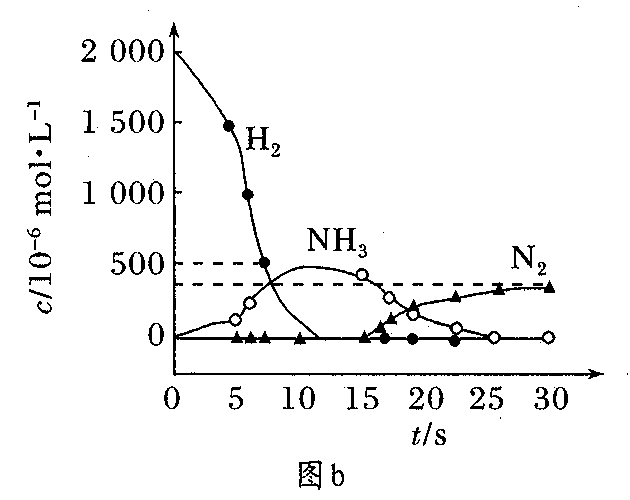 c/10⁻⁶ mol·L⁻¹
2 000
1 500
1 000
500
0
H₂
NH₃
N₂
0 5 10 15 20 25 30
t/s
图b